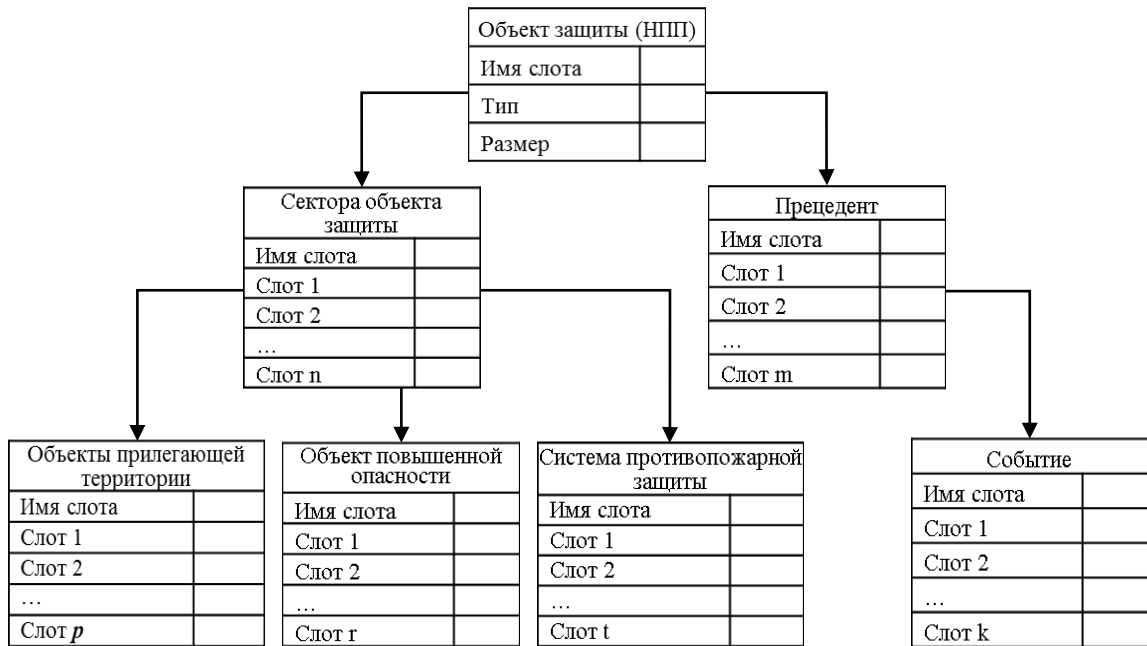 Объект защиты (НПП)
Имя слота
Тип
Размер
Сектора объекта
защиты
Имя слота
Слот 1
Слот 2
...
Слот n
Прецедент
Имя слота
Слот 1
Слот 2
...
Слот m
Объекты прилегающей
территории
Имя слота
Слот 1
Слот 2
...
Слот p
Объект повышенной
опасности
Имя слота
Слот 1
Слот 2
...
Слот r
Система противопожарной
защиты
Имя слота
Слот 1
Слот 2
...
Слот t
Событие
Имя слота
Слот 1
Слот 2
...
Слот k